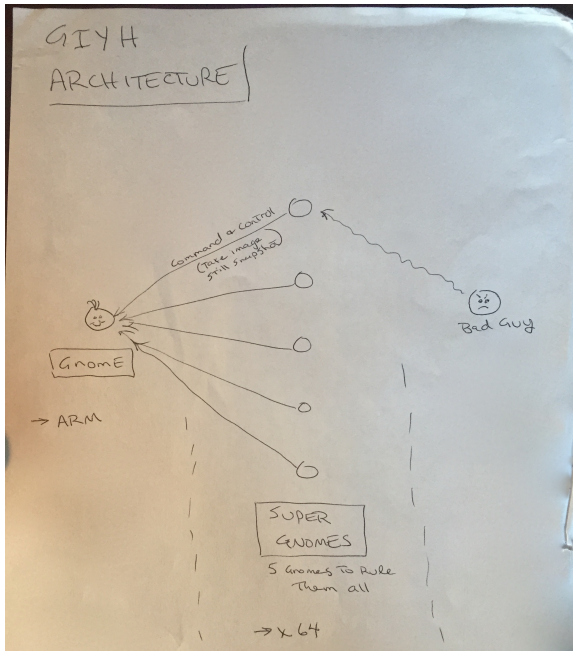 GIYH
ARCHITECTURE
Command & Control
(Take image
still snapshot)
Bad Guy
GnomE
→ ARM
SUPER
GNOMES
5 Gnomes To Rule
Them all
→ x64